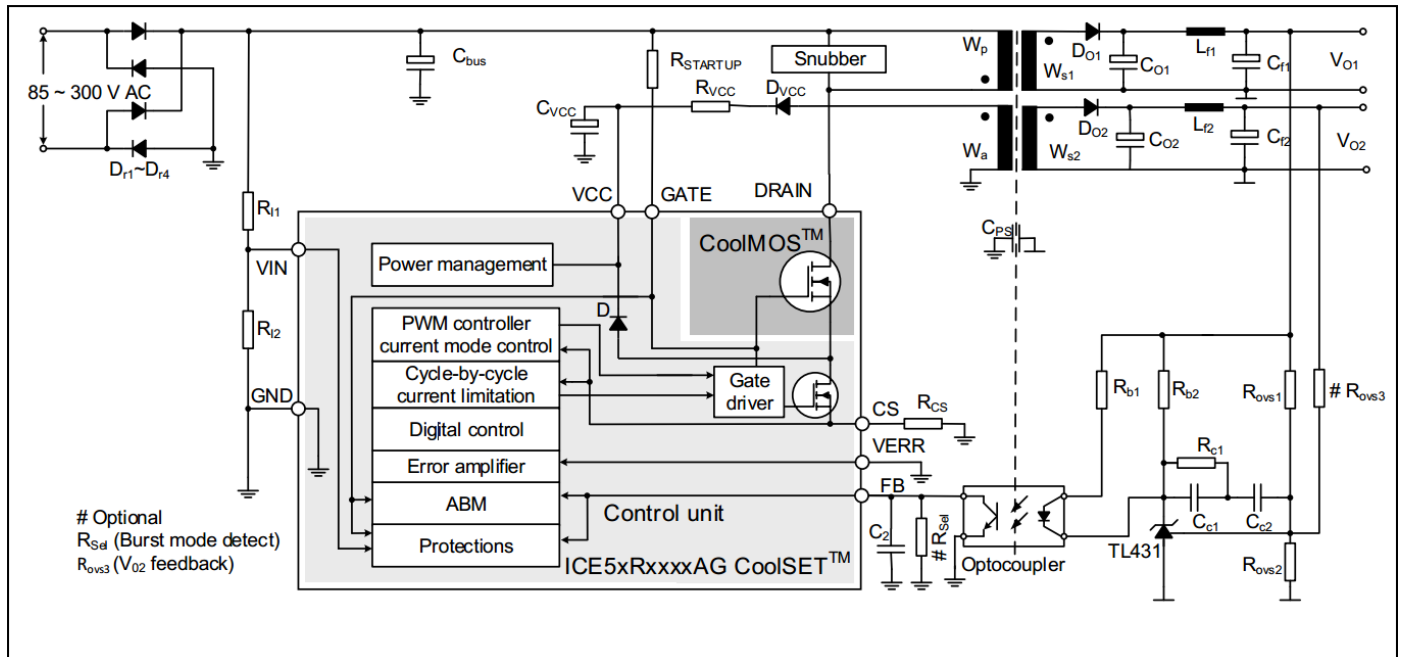 85 ~ 300 V AC
Dr1~Dr4
Cbus
RSTARTUP
Snubber
Wp
Ws1
DO1
CO1
Lf1
Cf1
VO1
CVCC
RVCC
DVCC
Wa
Ws2
DO2
CO2
Lf2
Cf2
VO2
RI1
VIN
RI2
GND
VCC
GATE
DRAIN
CPS
CoolMOS™
Power management
D
PWM controller
current mode control
Cycle-by-cycle
current limitation
Gate
driver
Digital control
Error amplifier
ABM
Protections
Control unit
ICE5xRxxxxAG CoolSET™
CS
RCS
VERR
FB
C2
# RSel
Optocoupler
Rb1
Rb2
Rovs1
# Rovs3
Rc1
Cc1
Cc2
TL431
Rovs2
# Optional
RSel (Burst mode detect)
Rovs3 (V02 feedback)